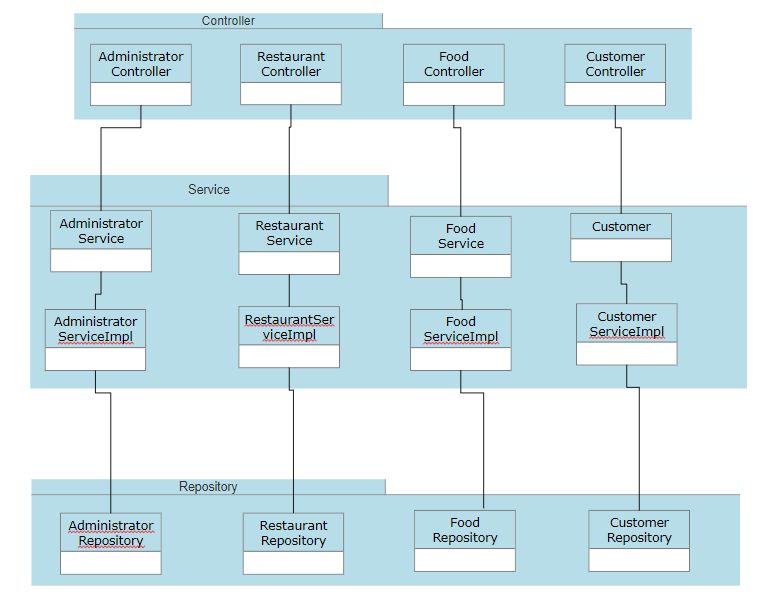 Controller
Administrator
Controller
Restaurant
Controller
Food
Controller
Customer
Controller
Service
Administrator
Service
Restaurant
Service
Food
Service
Customer
Administrator
ServiceImpl
RestaurantSer
viceImpl
Food
ServiceImpl
Customer
ServiceImpl
Repository
Administrator
Repository
Restaurant
Repository
Food
Repository
Customer
Repository